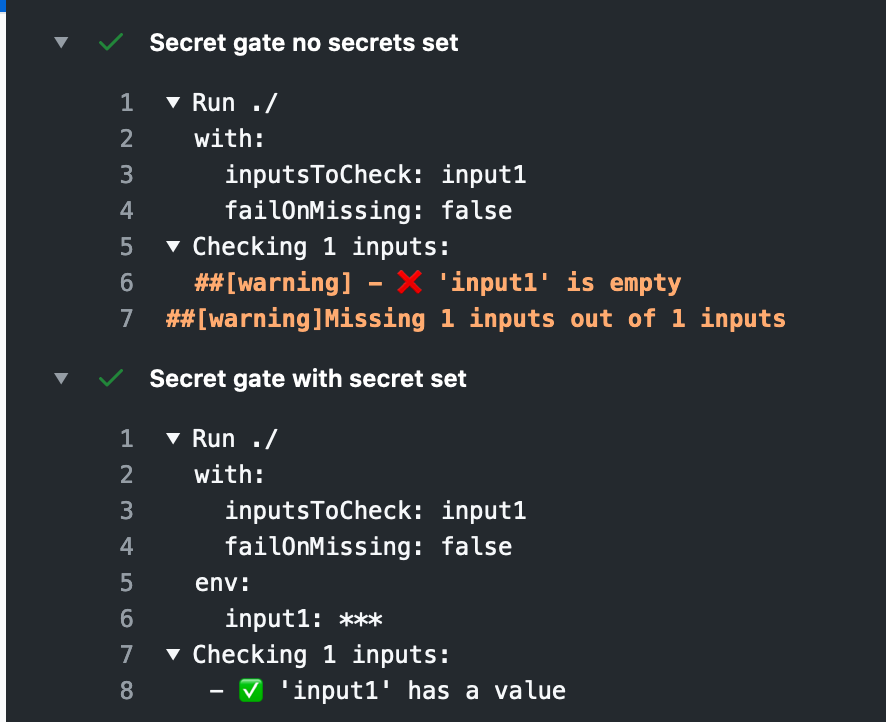 ▼ ✓ Secret gate no secrets set
1 ▼ Run ./
2 with:
3 inputsToCheck: input1
4 failOnMissing: false
5 ▼ Checking 1 inputs:
6 ##[warning] – ❌ 'input1' is empty
7 ##[warning]Missing 1 inputs out of 1 inputs
▼ ✓ Secret gate with secret set
1 ▼ Run ./
2 with:
3 inputsToCheck: input1
4 failOnMissing: false
5 env:
6 input1: ***
7 ▼ Checking 1 inputs:
8 – ✅ 'input1' has a value